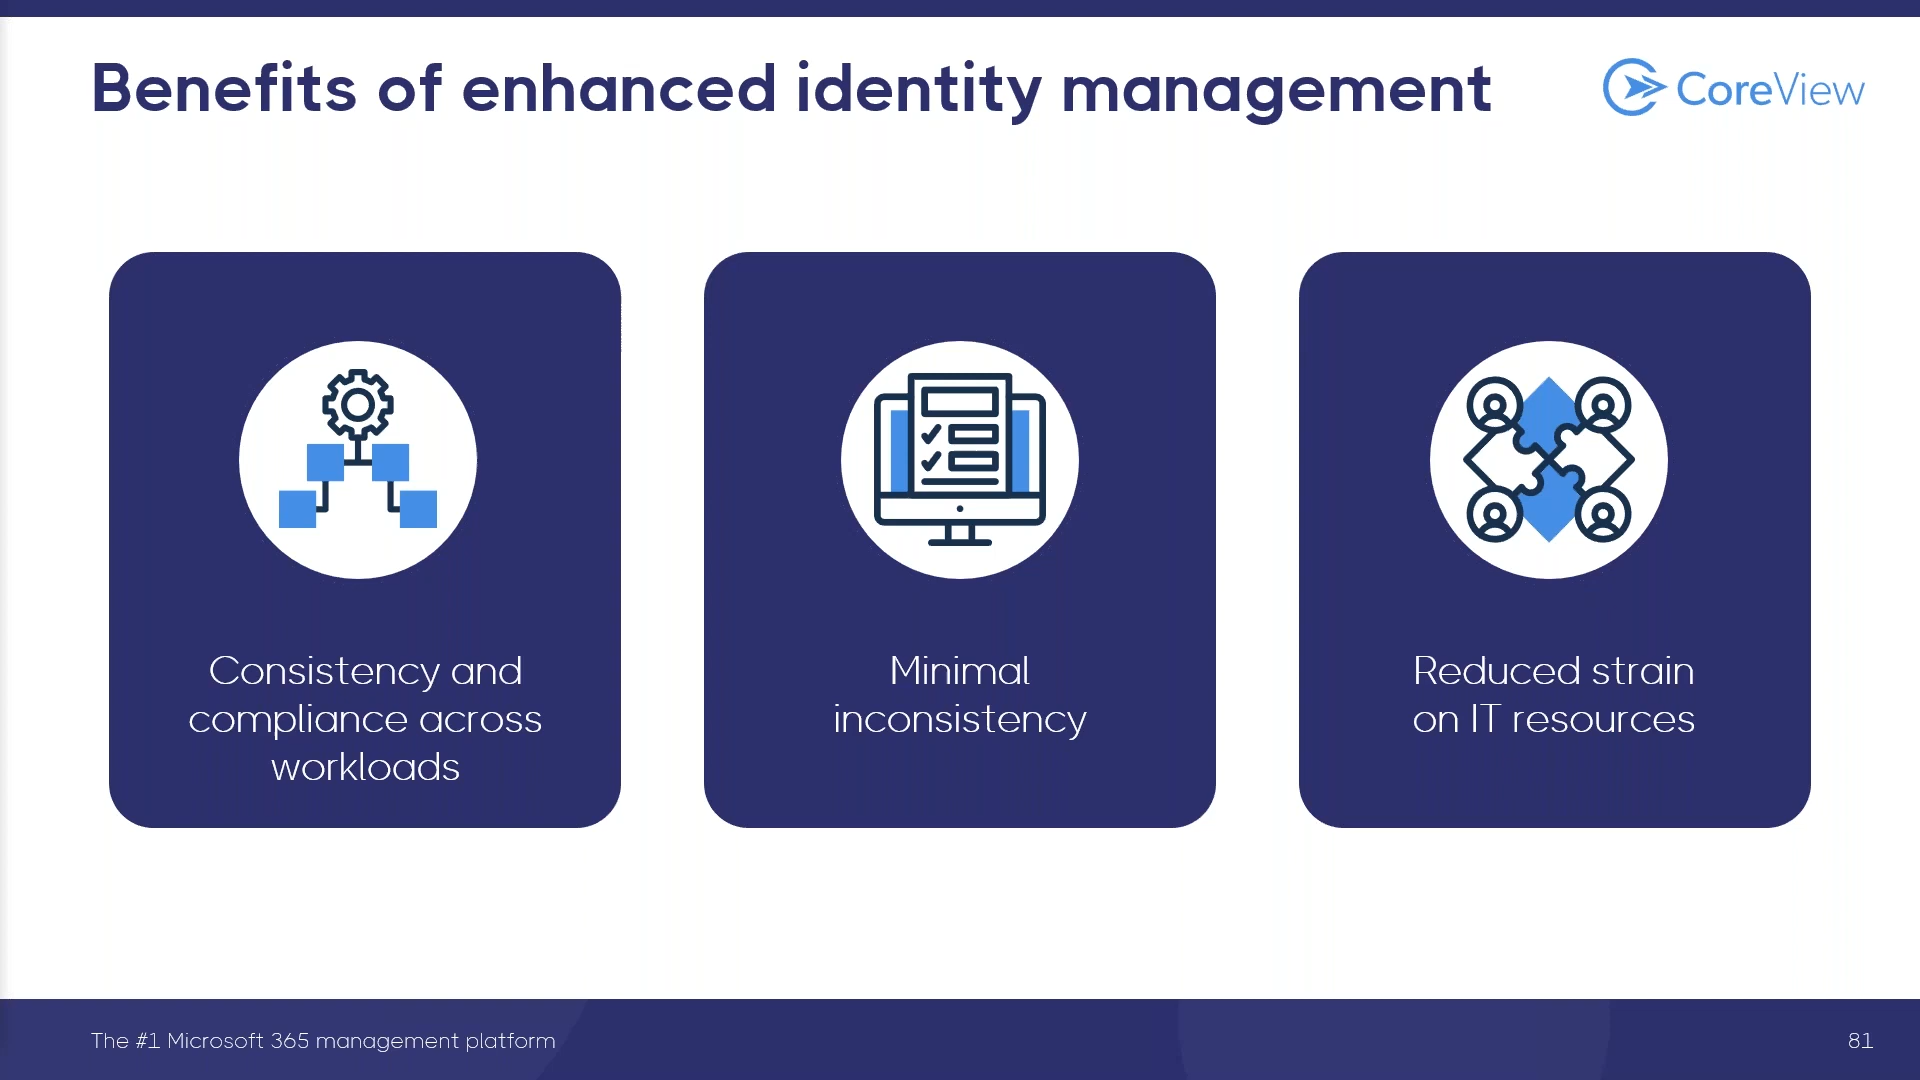 Benefits of enhanced identity management
CoreView
Consistency and
compliance across
workloads
Minimal
inconsistency
Reduced strain
on IT resources
The #1 Microsoft 365 management platform
81